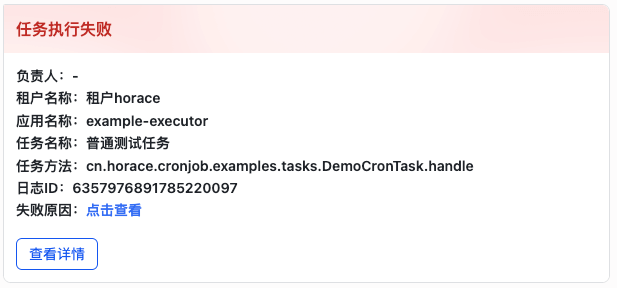 任务执行失败
负责人：-
租户名称：租户horace
应用名称：example-executor
任务名称：普通测试任务
任务方法：cn.horace.cronjob.examples.tasks.DemoCronTask.handle
日志ID：6357976891785220097
失败原因：点击查看
查看详情